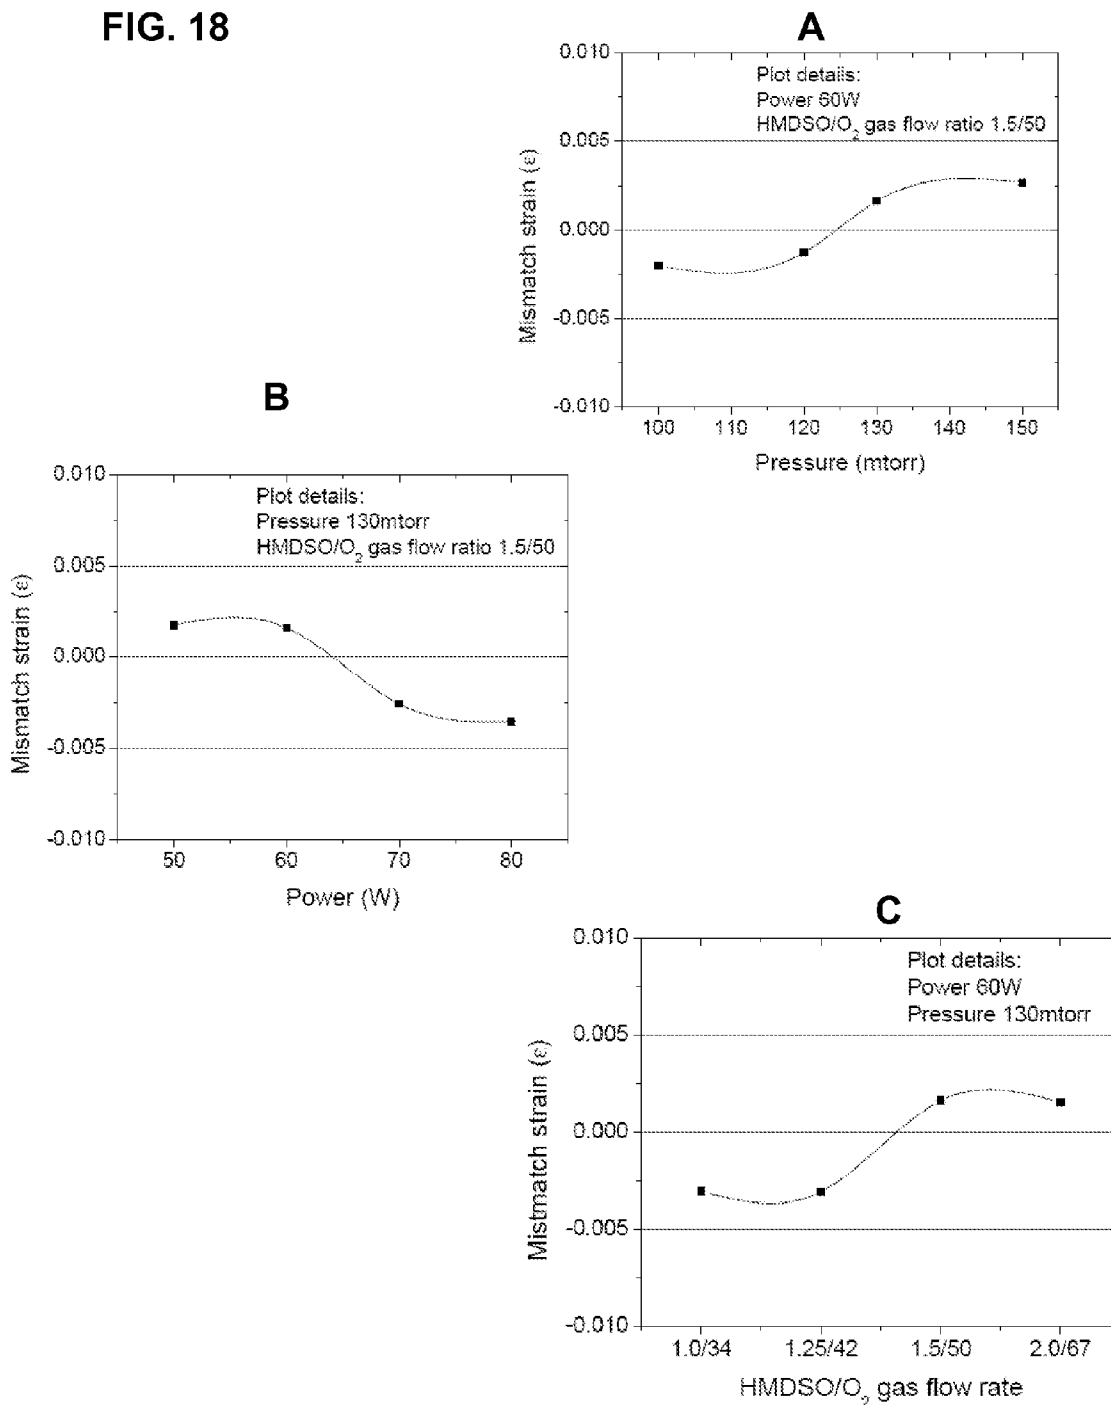 FIG. 18
A
0.010
0.005
0.000
-0.005
-0.010
Mismatch strain (ε)
Plot details:
Power 60W
HMDSO/O2 gas flow ratio 1.5/50
100 110 120 130 140 150
Pressure (mtorr)
B
0.010
0.005
0.000
-0.005
-0.010
Mismatch strain (ε)
Plot details:
Pressure 130mtorr
HMDSO/O2 gas flow ratio 1.5/50
50 60 70 80
Power (W)
C
0.010
0.005
0.000
-0.005
-0.010
Mistmatch strain (ε)
Plot details:
Power 60W
Pressure 130mtorr
1.0/34 1.25/42 1.5/50 2.0/67
HMDSO/O2 gas flow rate